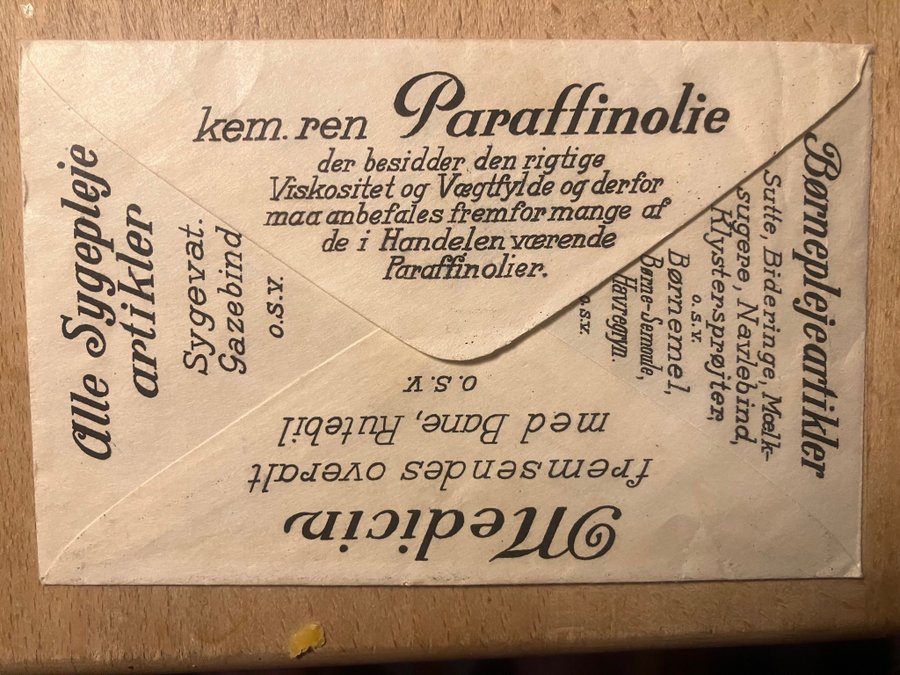 kem. ren Paraffinolie
der besidder den rigtige
Viskositet og Vægtfylde og derfor
maa anbefales fremfor mange af
de i Handelen værende
Paraffinolier.
Alle Sygepleje
artikler
Sygevat.
Gazebind
o.s.v.
Børneplejeartikler
Sutte, Bideringe, Mælk-
sugere, Navlebind,
Klystersprøjter,
o.s.v.
Børnemel,
Børne-Semoule,
Havregryn.
o.s.v.
Medicin
fremsendes overalt
med Bane, Rutebil
o.s.v.